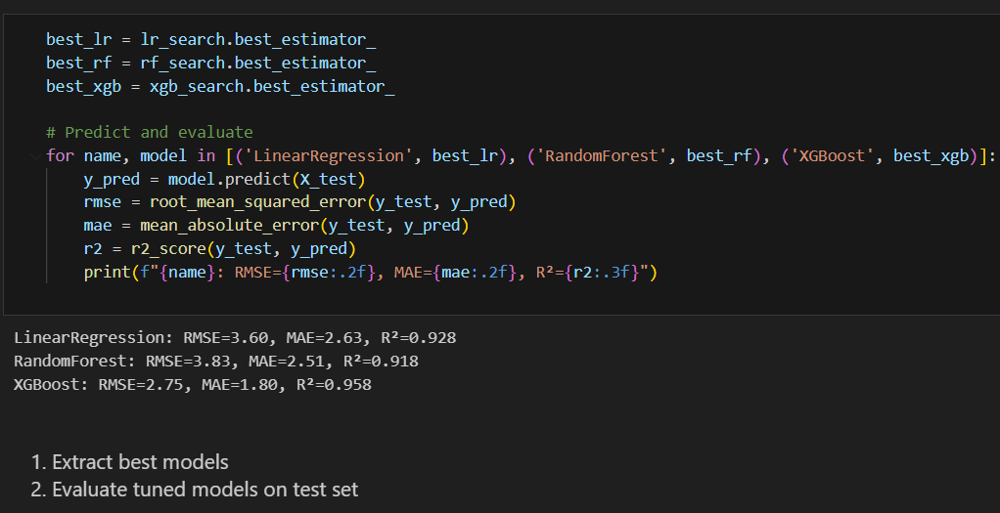 best_lr = lr_search.best_estimator_
best_rf = rf_search.best_estimator_
best_xgb = xgb_search.best_estimator_
# Predict and evaluate
for name, model in [('LinearRegression', best_lr), ('RandomForest', best_rf), ('XGBoost', best_xgb)]:
    y_pred = model.predict(X_test)
    rmse = root_mean_squared_error(y_test, y_pred)
    mae = mean_absolute_error(y_test, y_pred)
    r2 = r2_score(y_test, y_pred)
    print(f"{name}: RMSE={rmse:.2f}, MAE={mae:.2f}, R²={r2:.3f}")
LinearRegression: RMSE=3.60, MAE=2.63, R²=0.928
RandomForest: RMSE=3.83, MAE=2.51, R²=0.918
XGBoost: RMSE=2.75, MAE=1.80, R²=0.958
1. Extract best models
2. Evaluate tuned models on test set